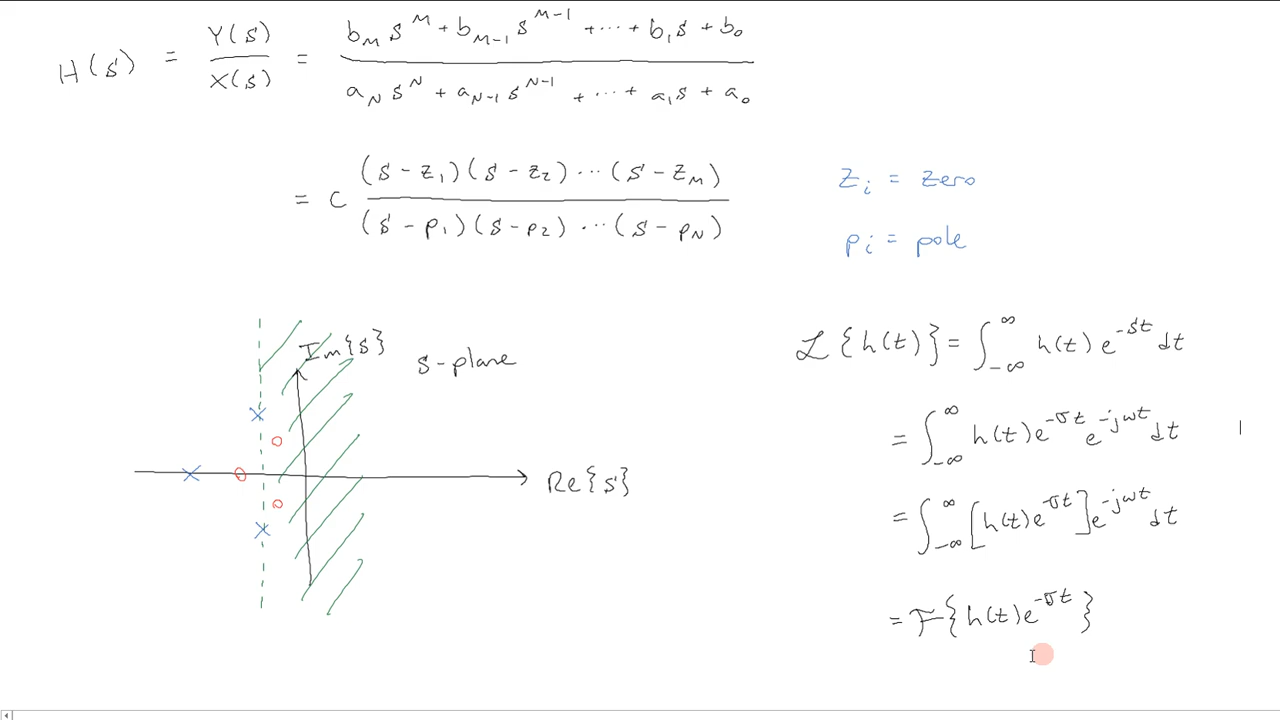 H(s) = Y(s)/X(s) = (b_M s^M + b_{M-1} s^{M-1} + ... + b_1 s + b_0)/(a_N s^N + a_{N-1} s^{N-1} + ... + a_1 s + a_0)
= C (s - z_1)(s - z_2) ... (s - z_M)/(s - p_1)(s - p_2) ... (s - p_N)
z_i = zero
p_i = pole
Im{s}
s-plane
Re{s}
ℒ{h(t)} = ∫_{-∞}^{∞} h(t) e^{-st} dt
= ∫_{-∞}^{∞} h(t) e^{-σt} e^{-jωt} dt
= ∫_{-∞}^{∞} [h(t) e^{-σt}] e^{-jωt} dt
= ℱ{h(t) e^{-σt}}